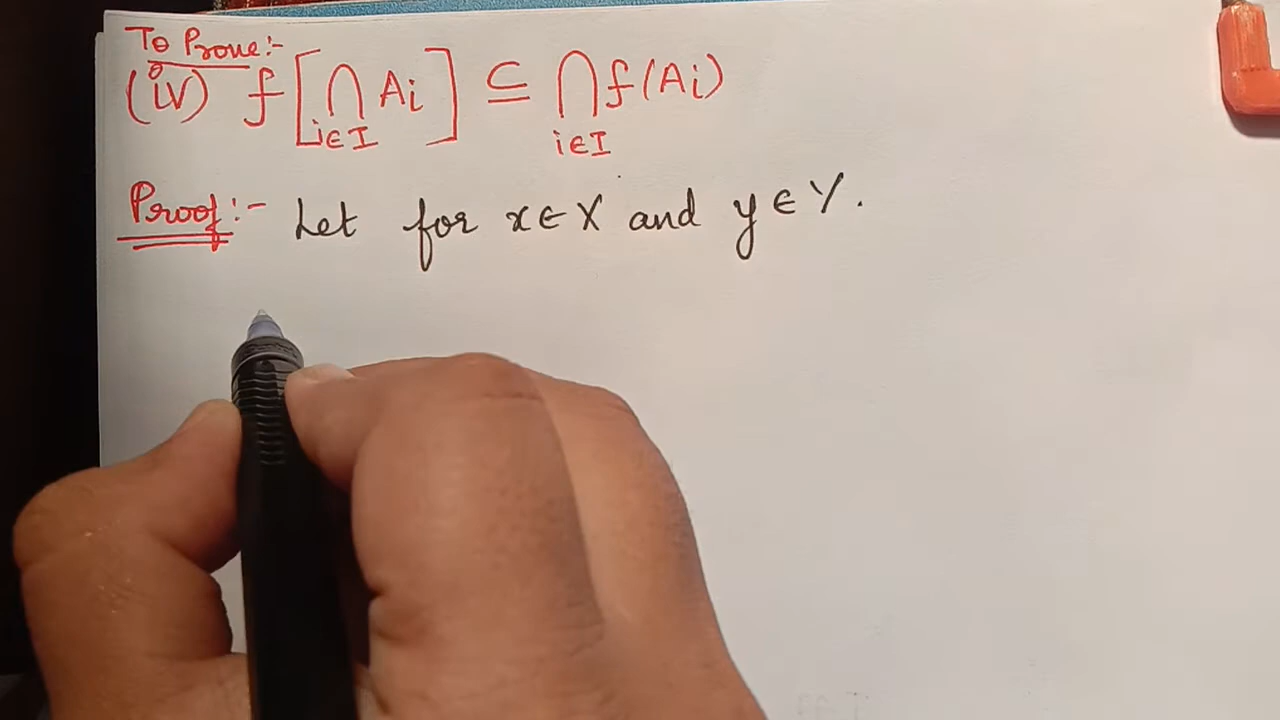 To Prove:-
(iv) f[⋂_{i∈I} Ai] ⊆ ⋂_{i∈I} f(Ai)
Proof:- Let for x∈X and y∈Y.